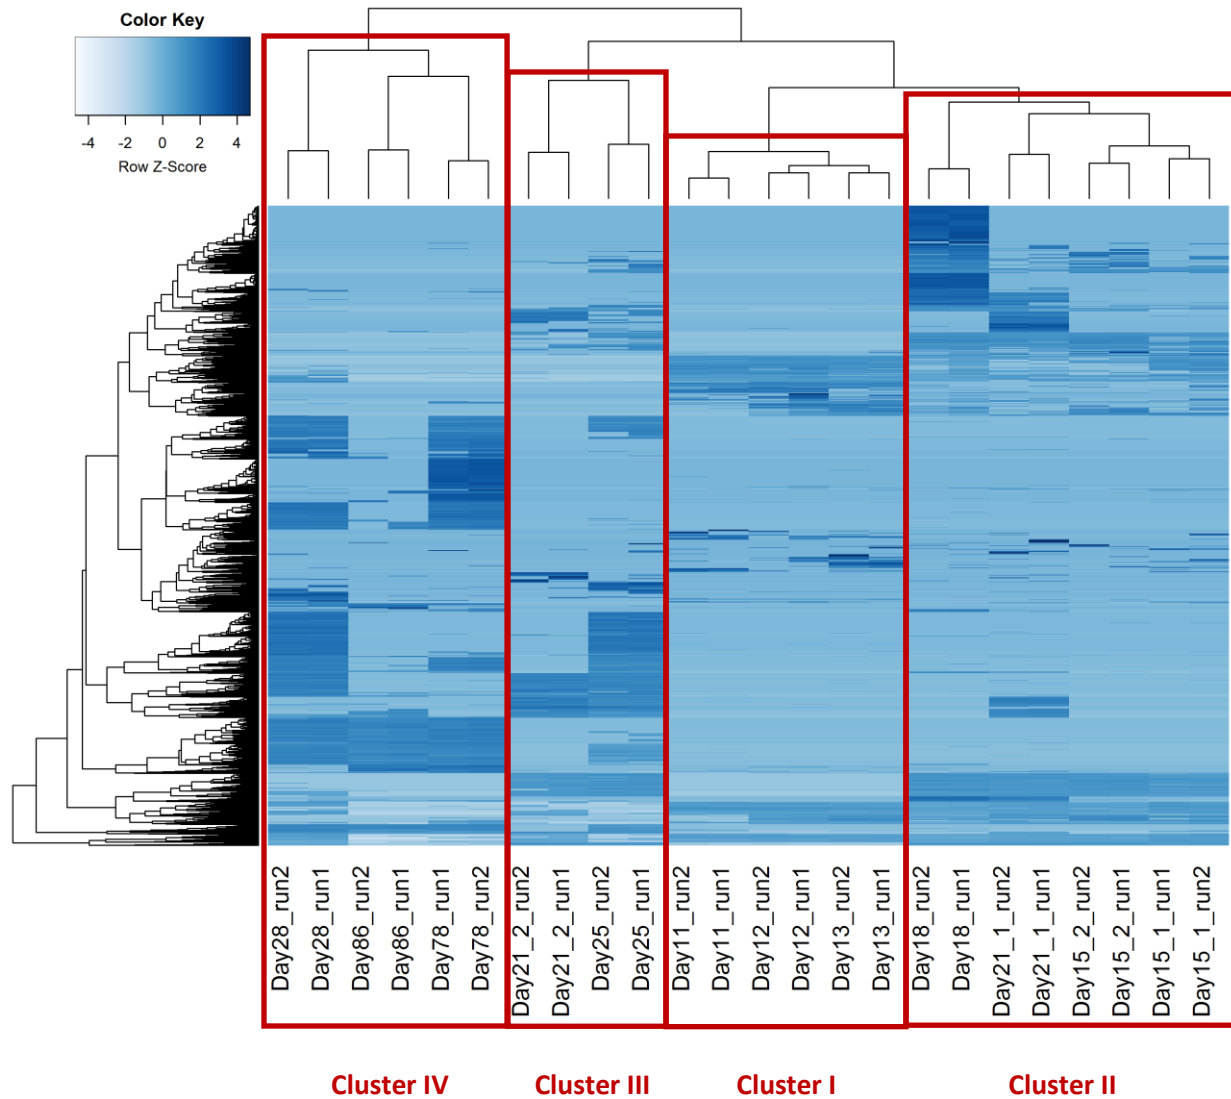 Color Key
-4 -2 0 2 4
Row Z-Score
Day28_run2
Day28_run1
Day86_run2
Day86_run1
Day78_run1
Day78_run2
Day21_2_run2
Day21_2_run1
Day25_run2
Day25_run1
Day11_run2
Day11_run1
Day12_run2
Day12_run1
Day13_run2
Day13_run1
Day18_run2
Day18_run1
Day21_1_run2
Day21_1_run1
Day15_2_run2
Day15_2_run1
Day15_1_run1
Day15_1_run2
Cluster IV
Cluster III
Cluster I
Cluster II